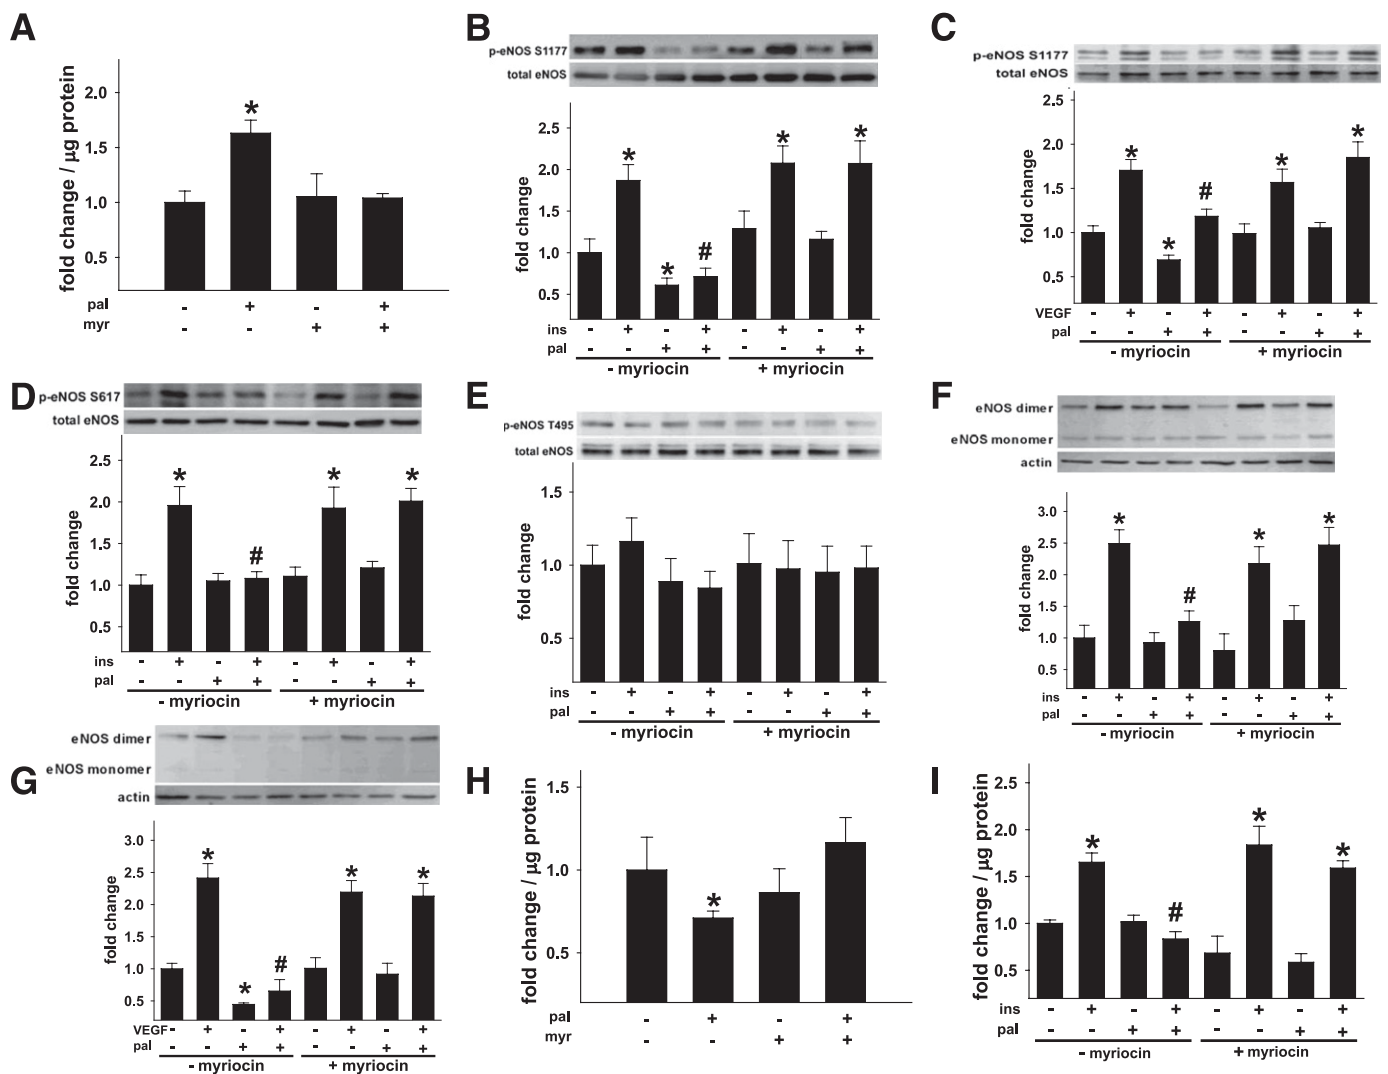 A
fold change / µg protein
2.0
1.5
1.0
0.5
*
pal - + - +
myr - - + +
B
p-eNOS S1177
total eNOS
fold change
2.5
2.0
1.5
1.0
0.5
* * # * *
ins - + - + - + - +
pal - - + + - - + +
- myriocin + myriocin
C
p-eNOS S1177
total eNOS
fold change
2.5
2.0
1.5
1.0
0.5
* * # * *
VEGF - + - + - + - +
pal - - + + - - + +
- myriocin + myriocin
D
p-eNOS S617
total eNOS
fold change
2.5
2.0
1.5
1.0
0.5
* # * *
ins - + - + - + - +
pal - - + + - - + +
- myriocin + myriocin
E
p-eNOS T495
total eNOS
fold change
1.5
1.0
0.5
ins - + - + - + - +
pal - - + + - - + +
- myriocin + myriocin
F
eNOS dimer
eNOS monomer
actin
fold change
3.0
2.5
2.0
1.5
1.0
0.5
* # * *
ins - + - + - + - +
pal - - + + - - + +
- myriocin + myriocin
G
eNOS dimer
eNOS monomer
actin
fold change
3.0
2.5
2.0
1.5
1.0
0.5
* * # * *
VEGF - + - + - + - +
pal - - + + - - + +
- myriocin + myriocin
H
fold change / µg protein
1.5
1.0
0.5
*
pal - + - +
myr - - + +
I
fold change / µg protein
2.5
2.0
1.5
1.0
0.5
* # * *
ins - + - + - + - +
pal - - + + - - + +
- myriocin + myriocin